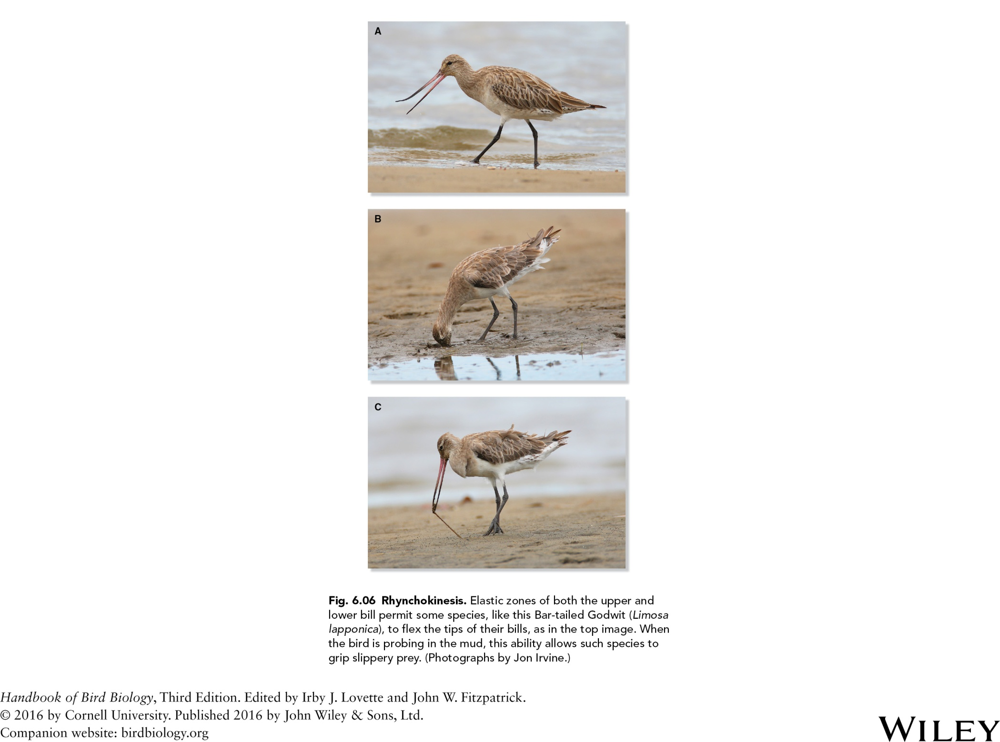 A
B
C
Fig. 6.06 Rhynchokinesis. Elastic zones of both the upper and
lower bill permit some species, like this Bar-tailed Godwit (Limosa
lapponica), to flex the tips of their bills, as in the top image. When
the bird is probing in the mud, this ability allows such species to
grip slippery prey. (Photographs by Jon Irvine.)
Handbook of Bird Biology, Third Edition. Edited by Irby J. Lovette and John W. Fitzpatrick.
© 2016 by Cornell University. Published 2016 by John Wiley & Sons, Ltd.
Companion website: birdbiology.org
WILEY